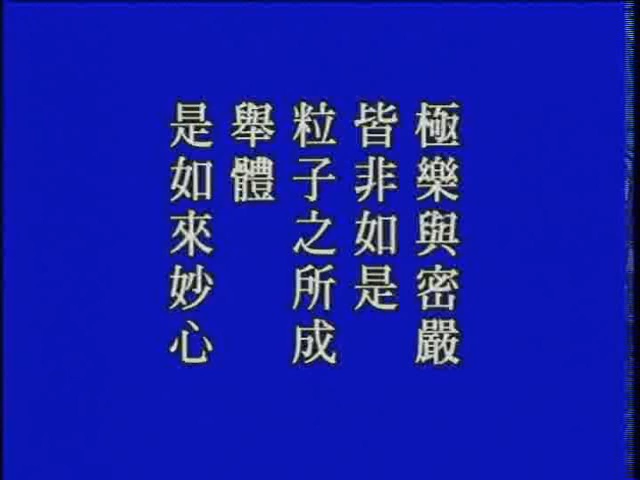 極樂與密嚴
皆非如是
粒子之所成
舉體
是如來妙心